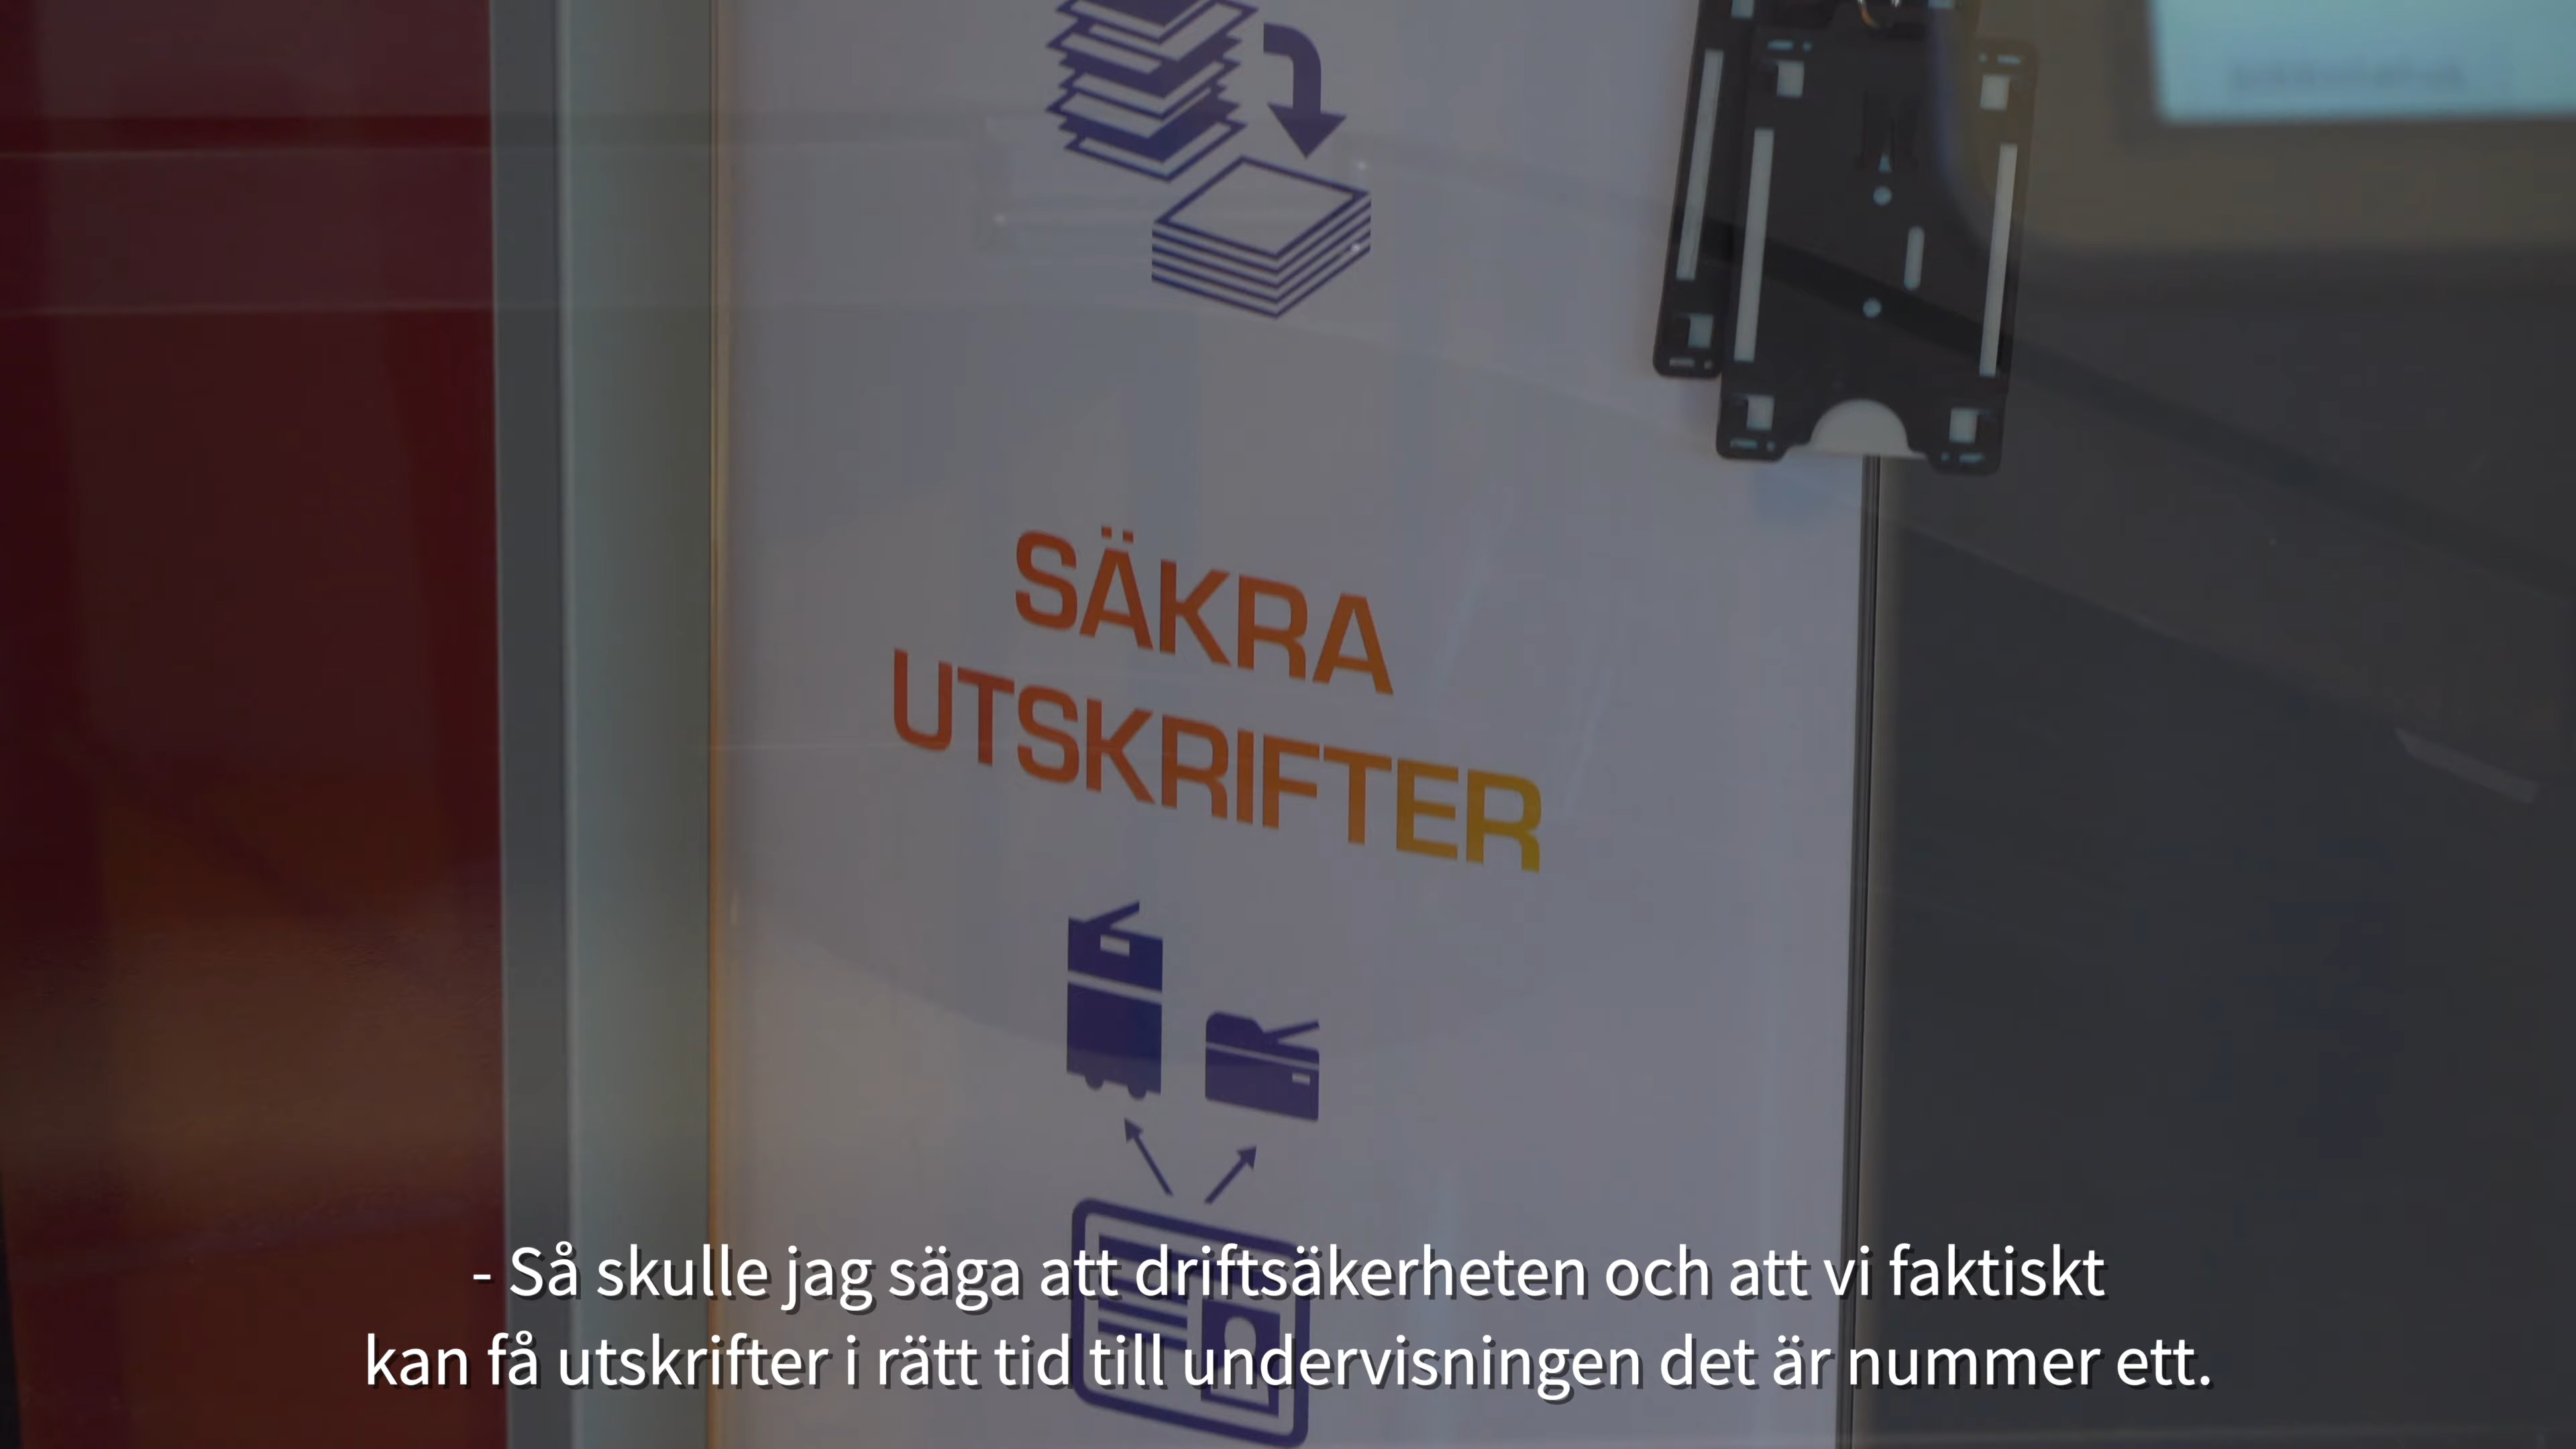 SÄKRA
UTSKRIFTER
- Så skulle jag säga att driftsäkerheten och att vi faktiskt
kan få utskrifter i rätt tid till undervisningen det är nummer ett.